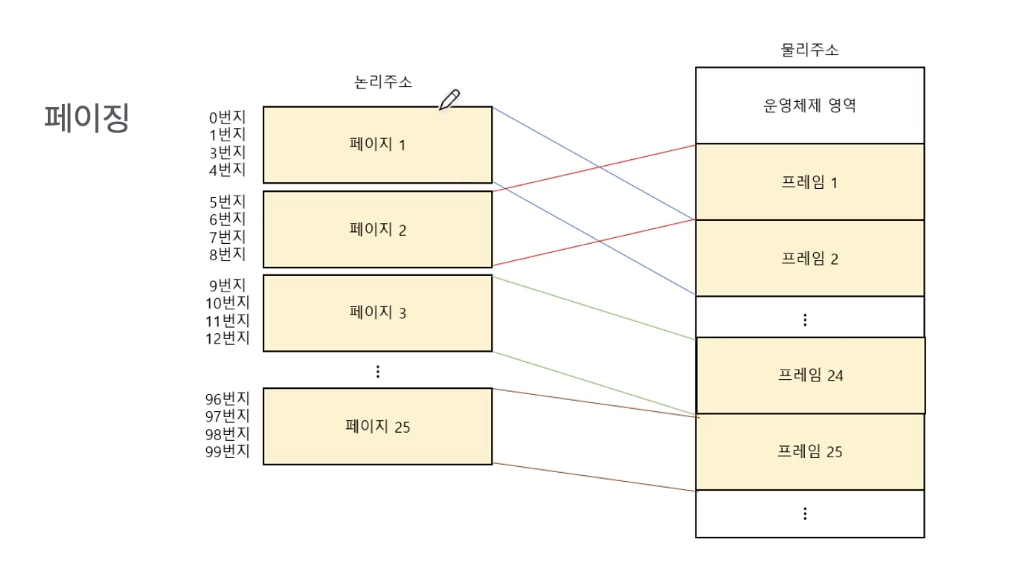 페이징
논리주소
0번지
1번지
3번지
4번지
페이지 1
5번지
6번지
7번지
8번지
페이지 2
9번지
10번지
11번지
12번지
페이지 3
⋮
96번지
97번지
98번지
99번지
페이지 25
물리주소
운영체제 영역
프레임 1
프레임 2
⋮
프레임 24
프레임 25
⋮